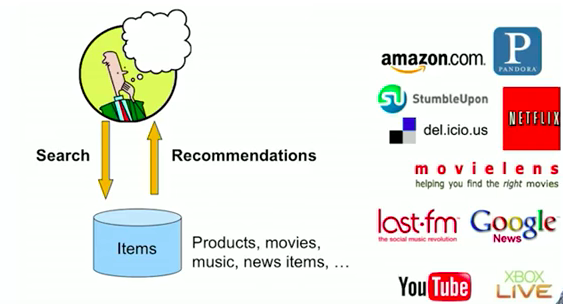 Search
Recommendations
Items
Products, movies,
music, news items, ...
amazon.com.
P
PANDORA
SU
StumbleUpon
del.icio.us
NETFLIX
movielens
helping you find the right movies
last.fm
the social music revolution
Google
News
YouTube
XBOX
LIVE